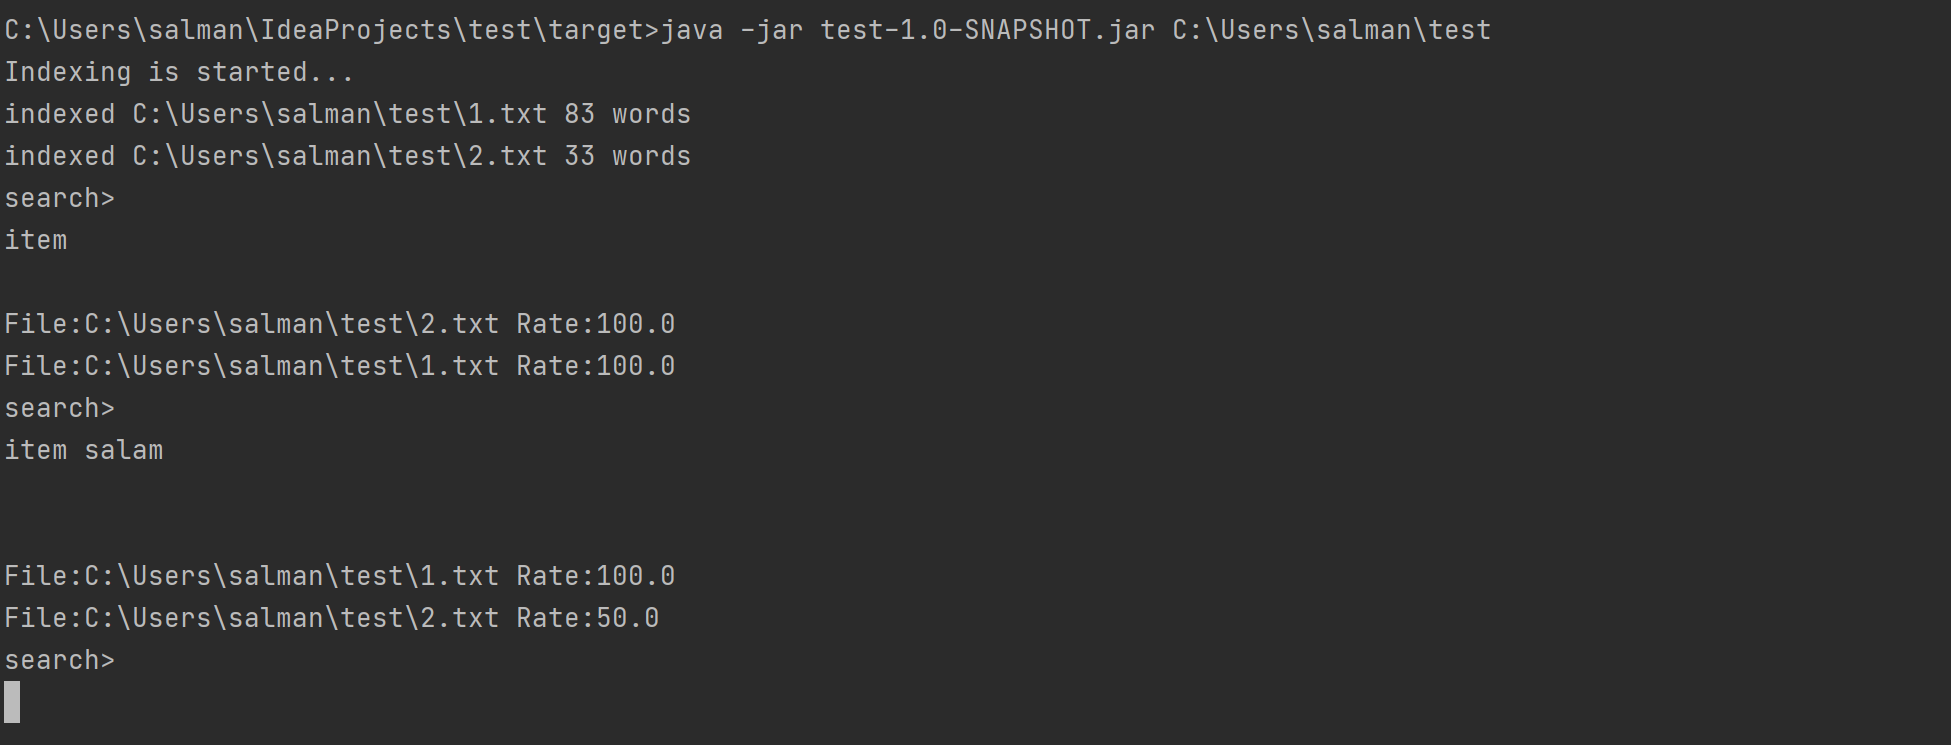 C:\Users\salman\IdeaProjects\test\target>java -jar test-1.0-SNAPSHOT.jar C:\Users\salman\test
Indexing is started...
indexed C:\Users\salman\test\1.txt 83 words
indexed C:\Users\salman\test\2.txt 33 words
search>
item
File:C:\Users\salman\test\2.txt Rate:100.0
File:C:\Users\salman\test\1.txt Rate:100.0
search>
item salam
File:C:\Users\salman\test\1.txt Rate:100.0
File:C:\Users\salman\test\2.txt Rate:50.0
search>